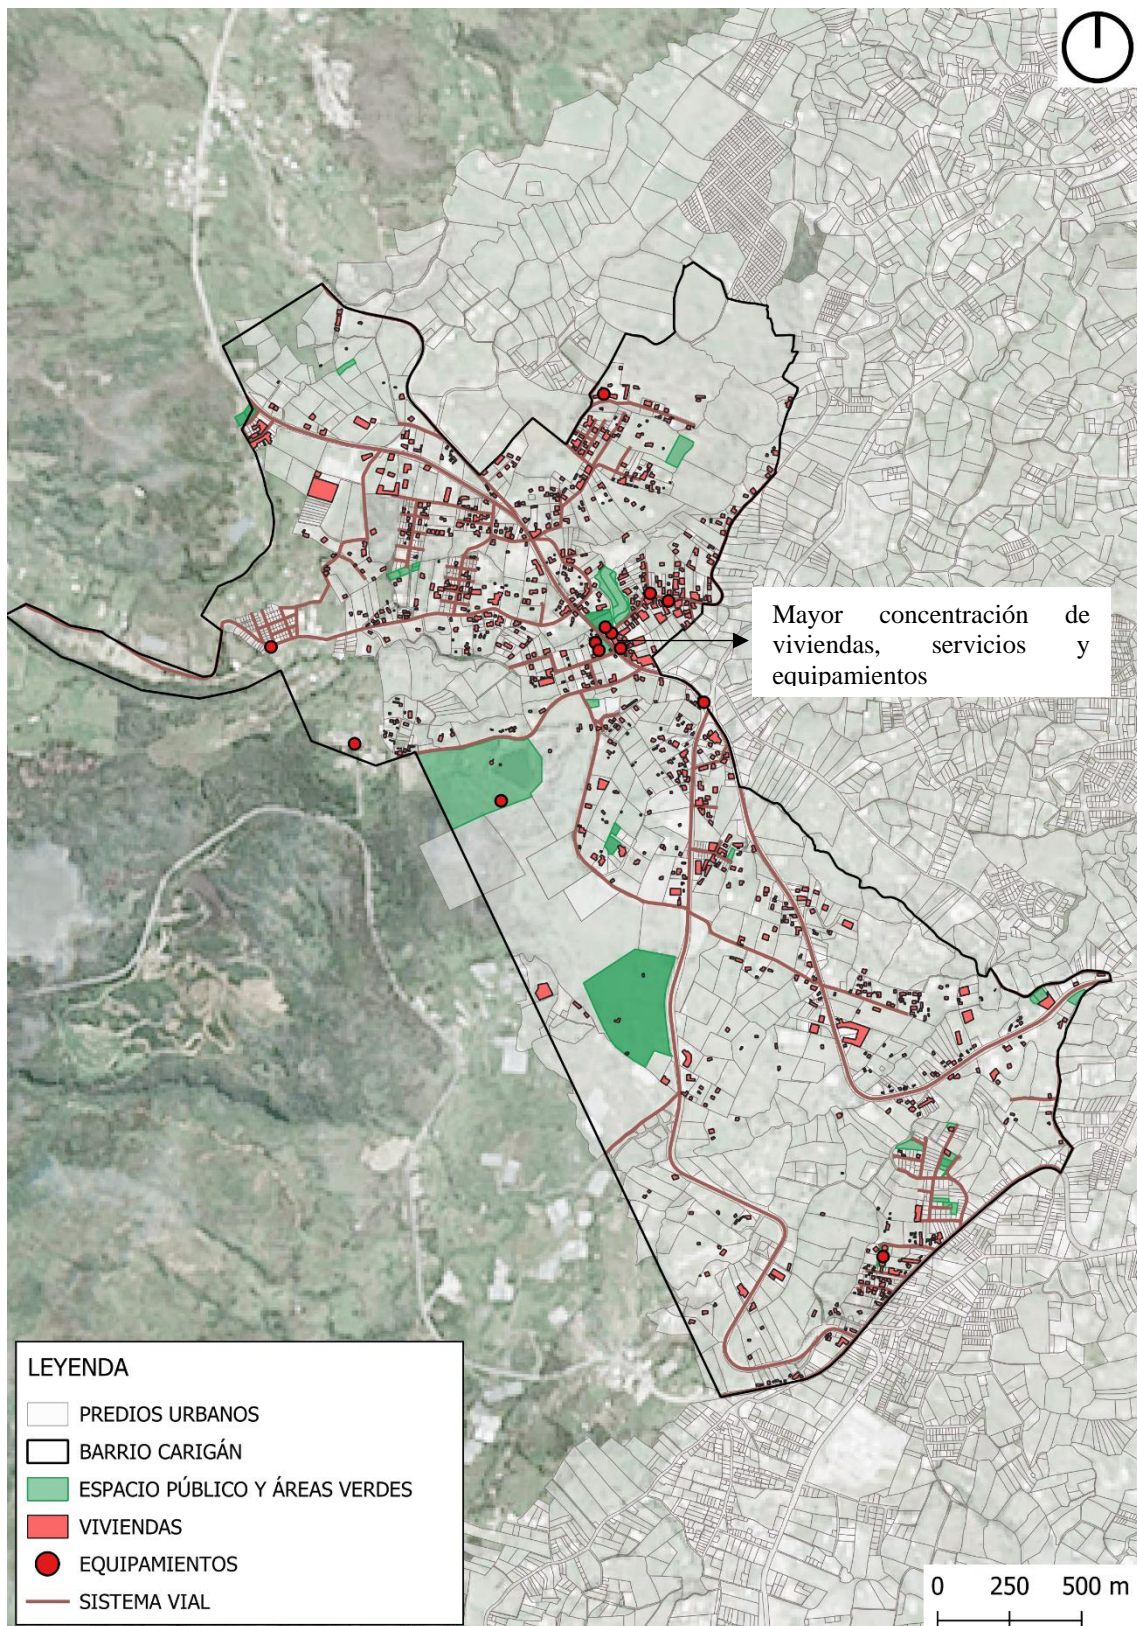 Mayor concentración de
viviendas, servicios y
equipamientos
LEYENDA
PREDIOS URBANOS
BARRIO CARIGÁN
ESPACIO PÚBLICO Y ÁREAS VERDES
VIVIENDAS
EQUIPAMIENTOS
SISTEMA VIAL
0 250 500 m